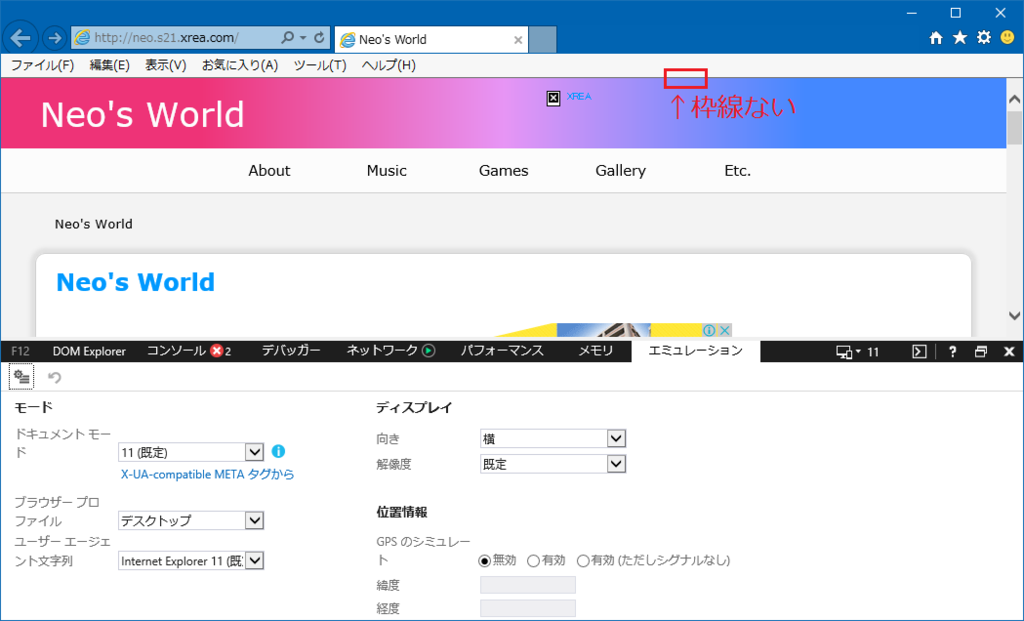 http://neo.s21.xrea.com/
Neo's World
ファイル(F) 編集(E) 表示(V) お気に入り(A) ツール(T) ヘルプ(H)
Neo's World
XREA
↑枠線ない
About Music Games Gallery Etc.
Neo's World
Neo's World
F12 DOM Explorer コンソール 2 デバッガー ネットワーク パフォーマンス メモリ エミュレーション 11
モード
ドキュメント モー
ド
11 (既定)
X-UA-compatible META タグから
ブラウザー プロ
ファイル
デスクトップ
ユーザー エージェ
ント文字列
Internet Explorer 11 (既
ディスプレイ
向き
横
解像度
既定
位置情報
GPS のシミュレー
ト
無効 有効 有効 (ただしシグナルなし)
緯度
経度